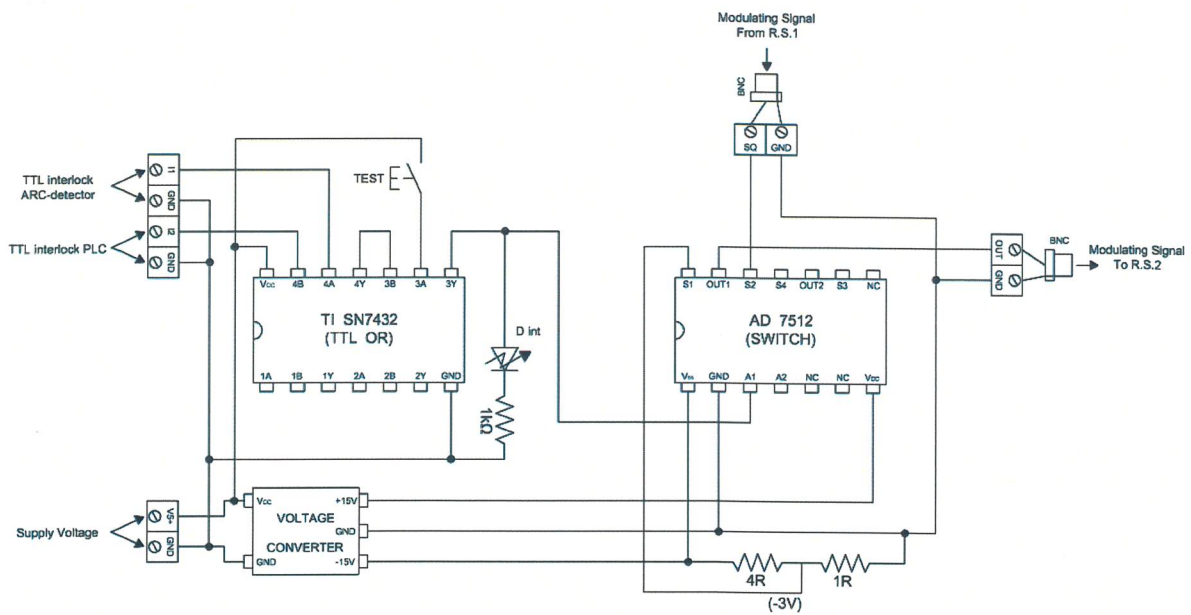 Modulating Signal
From R.S.1
BNC
SQ GND
I1
GND
I2
GND
TTL interlock
ARC-detector
TTL interlock PLC
TEST
Vcc 4B 4A 4Y 3B 3A 3Y
TI SN7432
(TTL OR)
1A 1B 1Y 2A 2B 2Y GND
D int
1kΩ
S1 OUT1 S2 S4 OUT2 S3 NC
AD 7512
(SWITCH)
Vss GND A1 A2 NC NC Vcc
OUT
GND
BNC
Modulating Signal
To R.S.2
Supply Voltage
VS+
GND
Vcc +15V
VOLTAGE
GND
CONVERTER
GND -15V
4R 1R
(-3V)